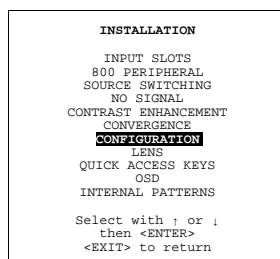 INSTALLATION
INPUT SLOTS
800 PERIPHERAL
SOURCE SWITCHING
NO SIGNAL
CONTRAST ENHANCEMENT
CONVERGENCE
CONFIGURATION
LENS
QUICK ACCESS KEYS
OSD
INTERNAL PATTERNS
Select with ↑ or ↓
then <ENTER>
<EXIT> to return